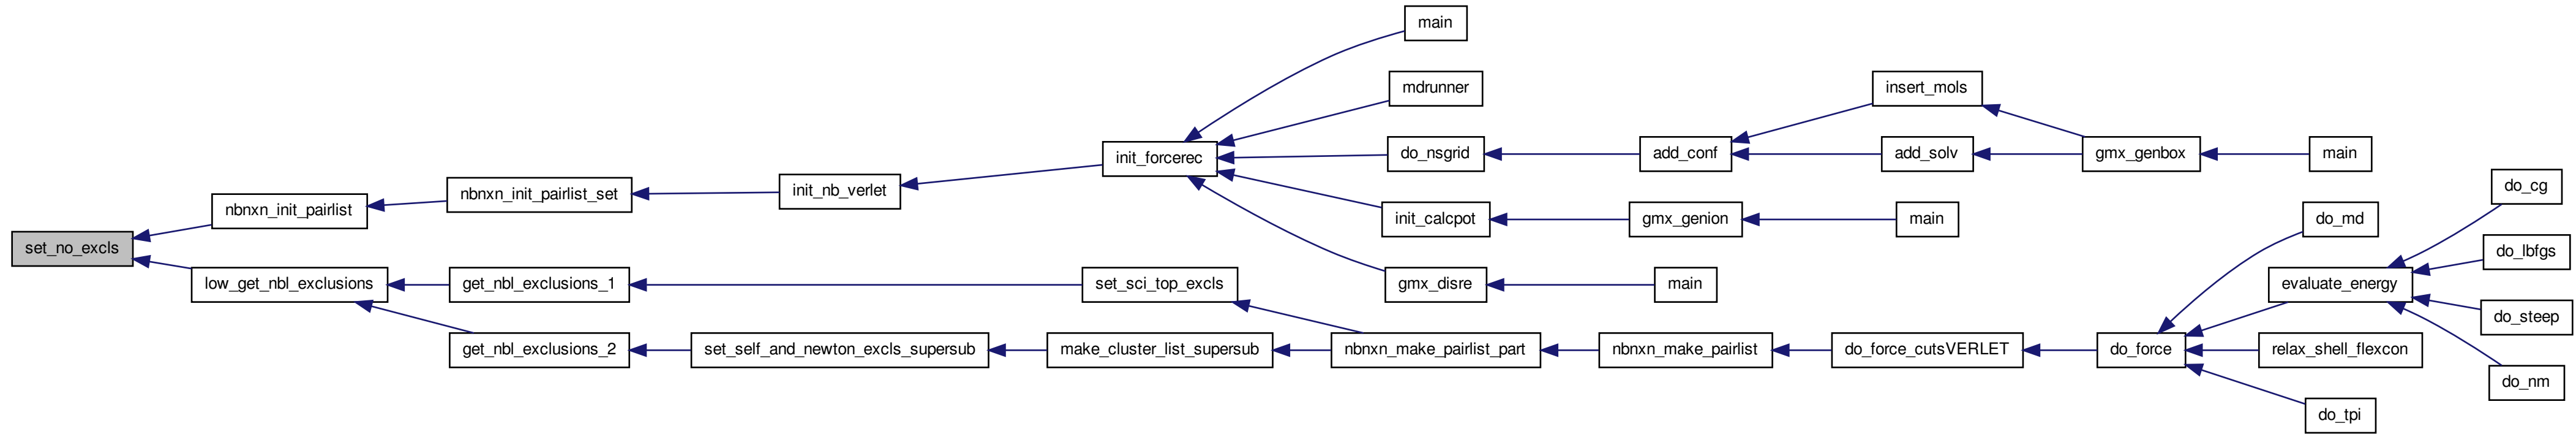 main
mdrunner
insert_mols
init_forcerec
do_nsgrid
add_conf
add_solv
gmx_genbox
main
do_cg
nbnxn_init_pairlist
nbnxn_init_pairlist_set
init_nb_verlet
init_calcpot
gmx_genion
main
do_md
set_no_excls
do_lbfgs
low_get_nbl_exclusions
get_nbl_exclusions_1
set_sci_top_excls
gmx_disre
main
evaluate_energy
do_steep
get_nbl_exclusions_2
set_self_and_newton_excls_supersub
make_cluster_list_supersub
nbnxn_make_pairlist_part
nbnxn_make_pairlist
do_force_cutsVERLET
do_force
relax_shell_flexcon
do_nm
do_tpi